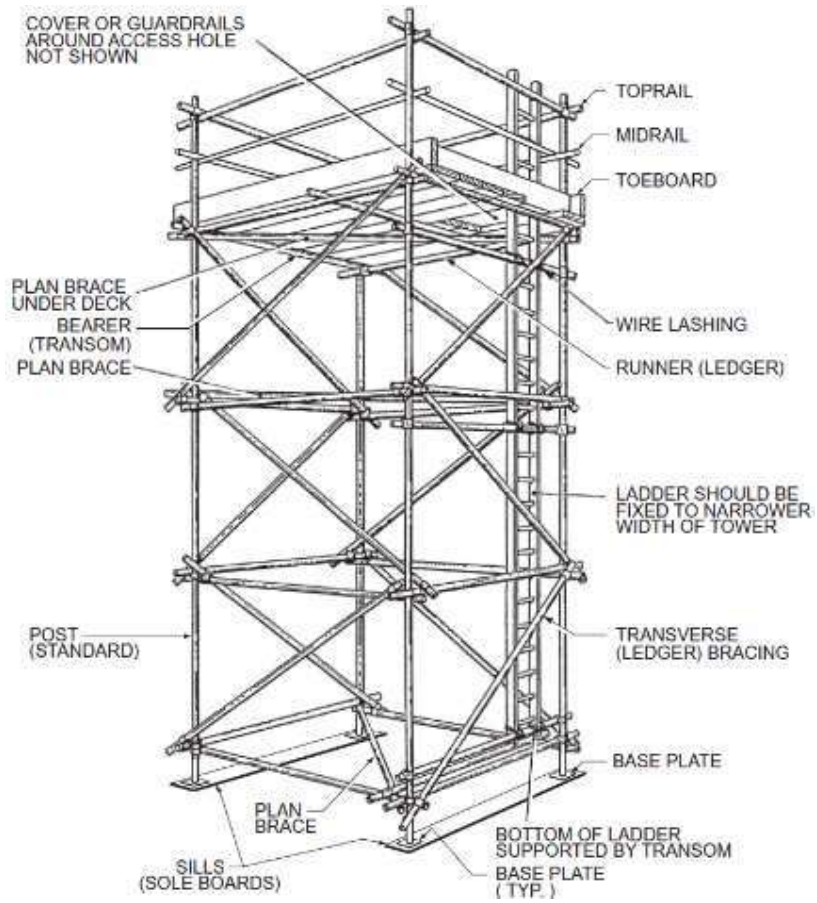 COVER OR GUARDRAILS
AROUND ACCESS HOLE
NOT SHOWN
TOPRAIL
MIDRAIL
TOEBOARD
PLAN BRACE
UNDER DECK
BEARER
(TRANSOM)
PLAN BRACE
WIRE LASHING
RUNNER (LEDGER)
LADDER SHOULD BE
FIXED TO NARROWER
WIDTH OF TOWER
POST
(STANDARD)
TRANSVERSE
(LEDGER) BRACING
BASE PLATE
PLAN
BRACE
BOTTOM OF LADDER
SUPPORTED BY TRANSOM
SILLS
(SOLE BOARDS)
BASE PLATE
( TYP. )